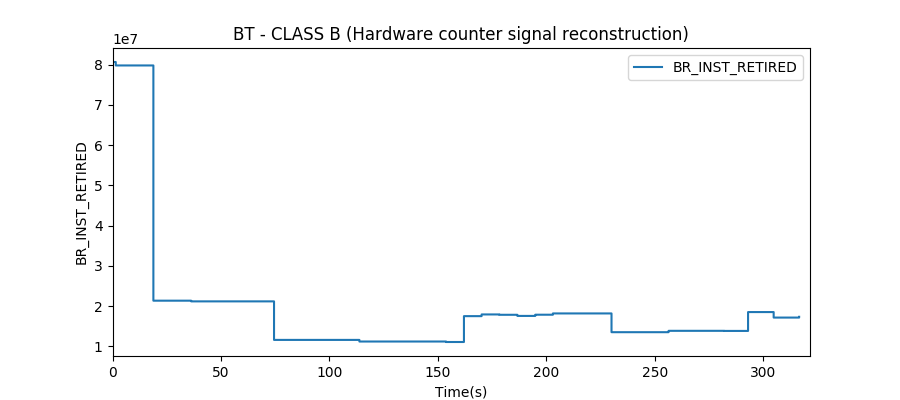 BT - CLASS B (Hardware counter signal reconstruction)
1e7
BR_INST_RETIRED
8
7
6
5
4
3
2
1
BR_INST_RETIRED
0 50 100 150 200 250 300
Time(s)